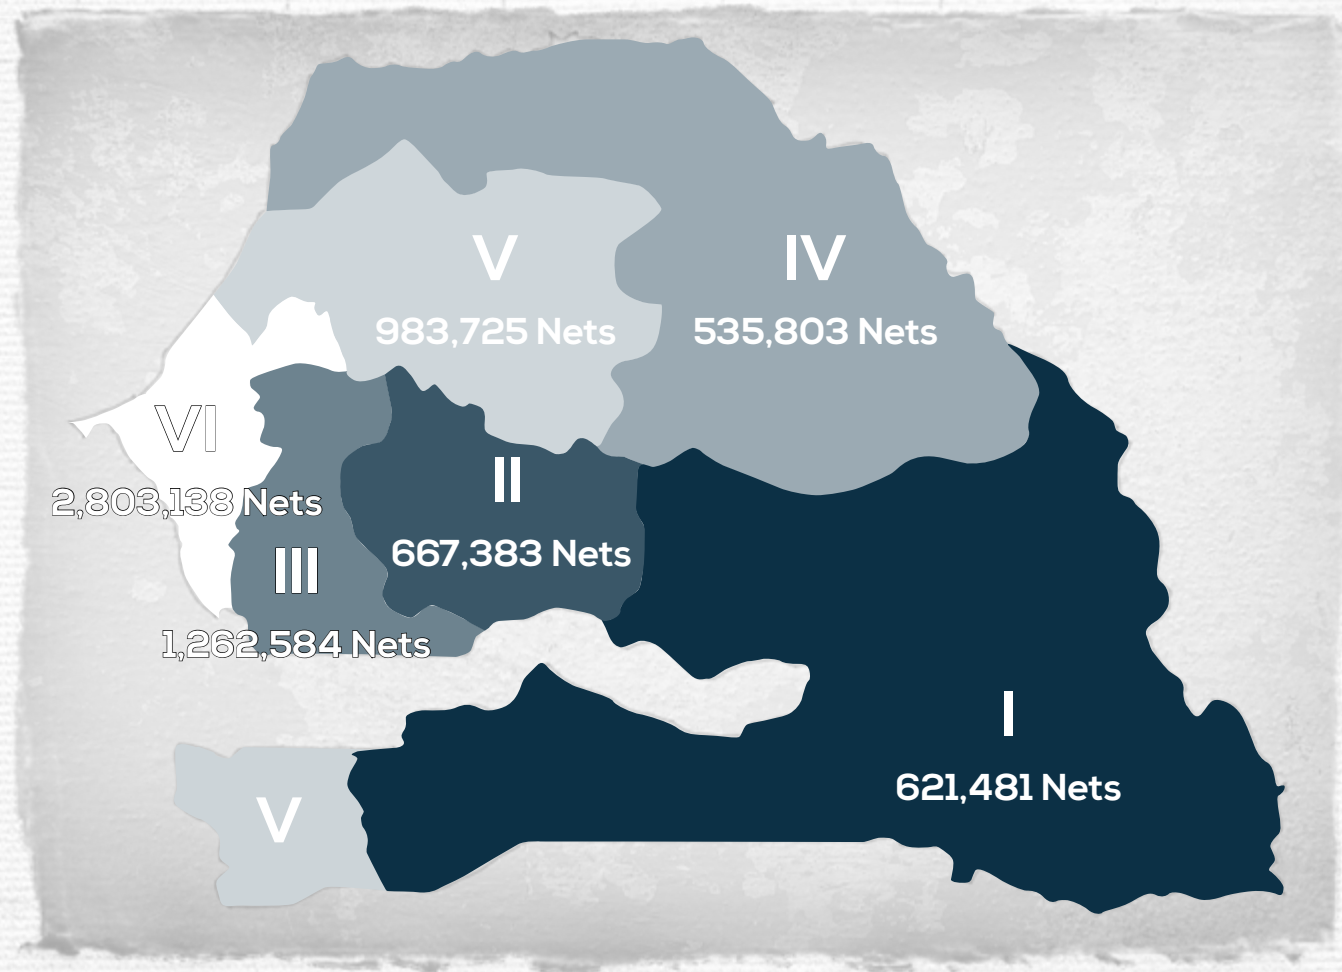 V
983,725 Nets
IV
535,803 Nets
VI
2,803,138 Nets
II
667,383 Nets
III
1,262,584 Nets
I
621,481 Nets
V